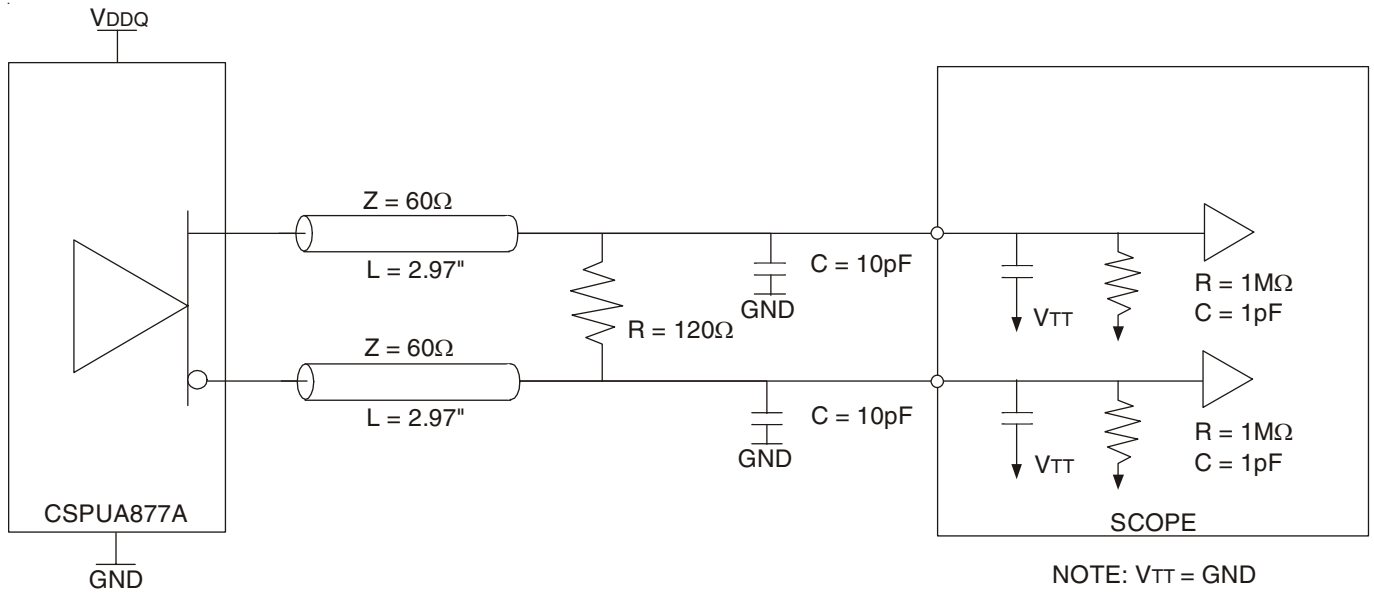 VDDQ
Z = 60Ω
L = 2.97"
C = 10pF
GND
R = 120Ω
Z = 60Ω
L = 2.97"
C = 10pF
GND
VTT
R = 1MΩ
C = 1pF
VTT
R = 1MΩ
C = 1pF
CSPUA877A
GND
SCOPE
NOTE: VTT = GND